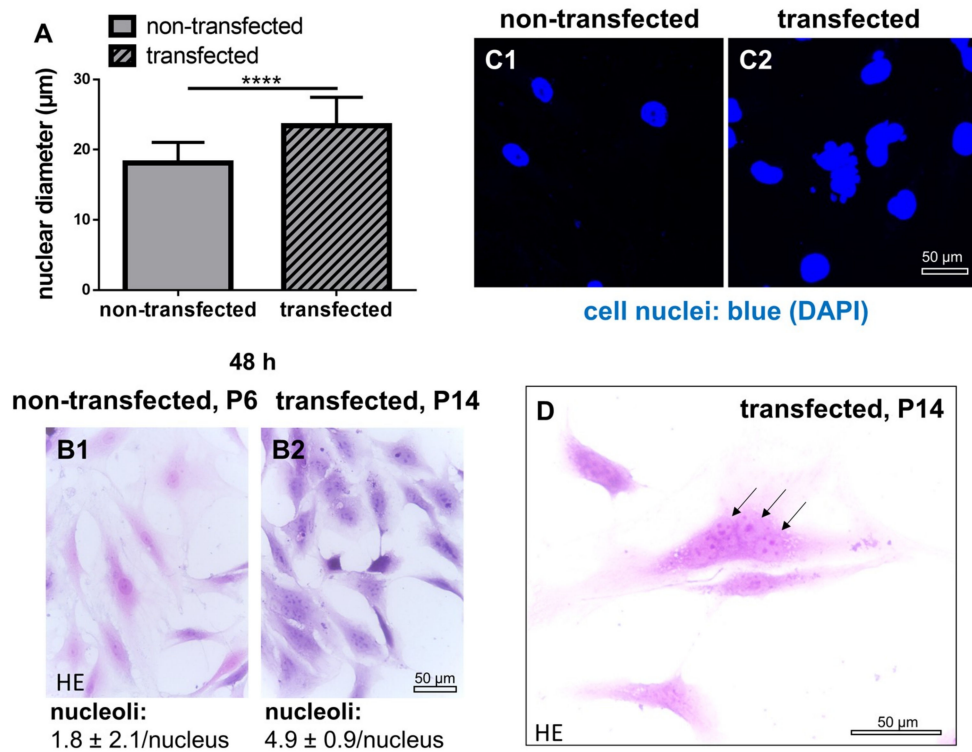 A
non-transfected
transfected
****
nuclear diameter (µm)
30
20
10
0
non-transfected transfected
non-transfected transfected
C1 C2
50 µm
cell nuclei: blue (DAPI)
48 h
non-transfected, P6 transfected, P14
B1 B2
HE
50 µm
nucleoli: nucleoli:
1.8 ± 2.1/nucleus 4.9 ± 0.9/nucleus
D transfected, P14
HE
50 µm